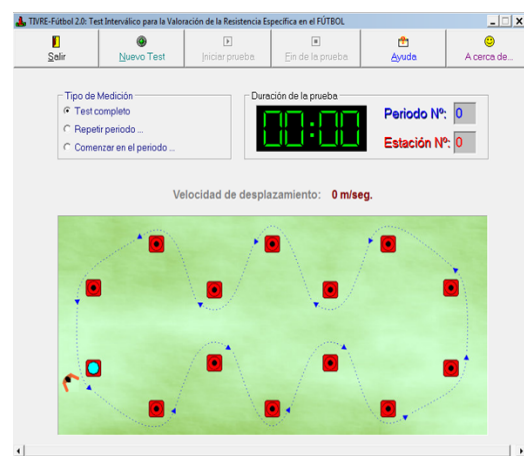 TIVRE-Fútbol 2.0: Test Interválico para la Valoración de la Resistencia Específica en el FÚTBOL
Salir Nuevo Test Iniciar prueba Fin de la prueba Ayuda A cerca de...
Tipo de Medición
Test completo
Repetir periodo ...
Comenzar en el periodo ...
Duración de la prueba
00:00
Periodo Nº: 0
Estación Nº: 0
Velocidad de desplazamiento: 0 m/seg.